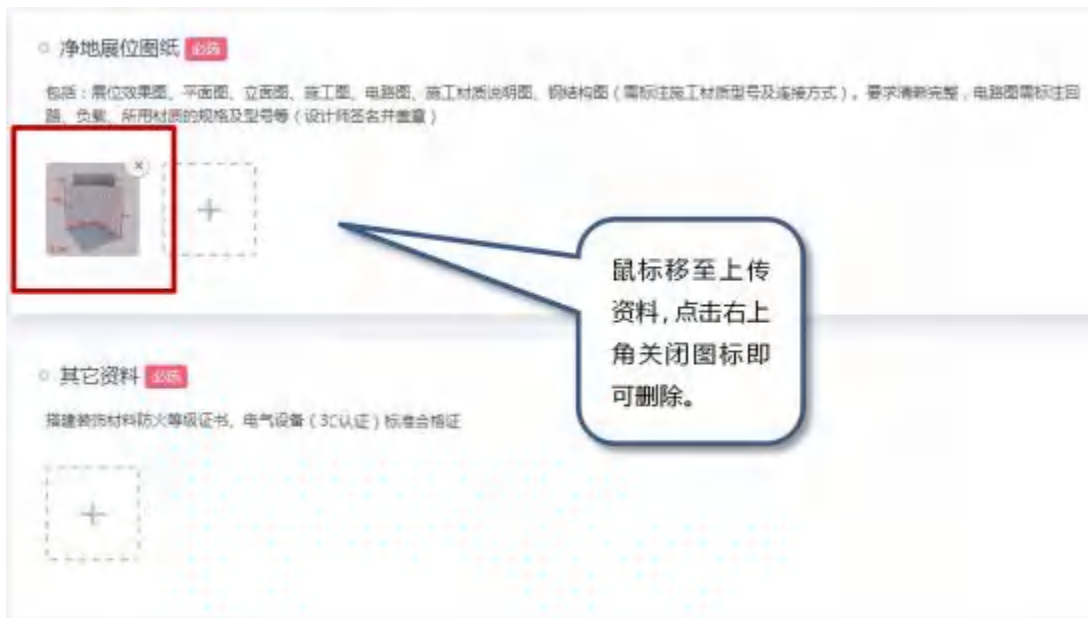 净地展位图纸 必传
包括：展位效果图、平面图、立面图、施工图、电路图、施工材质说明图、钢结构图（需标注施工材质型号及连接方式）。要求清晰完整，电路图需标注回
路、负载、所用材质的规格及型号等（设计师签名并盖章）
鼠标移至上传
资料，点击右上
角关闭图标即
可删除。
其它资料
搭建装饰材料防火等级证书、电气设备（3C认证）标准合格证